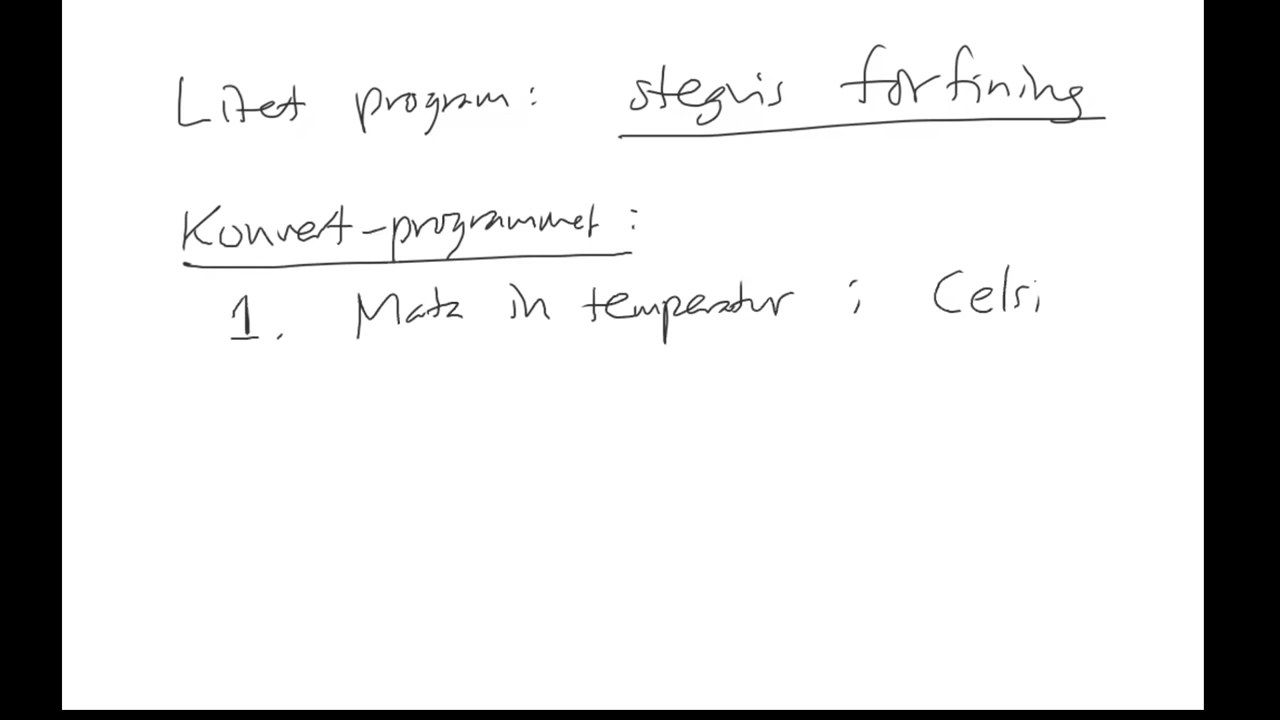 Litet program: stegvis förfining
Konvert-programmet:
1. Mata in temperatur i Celsi